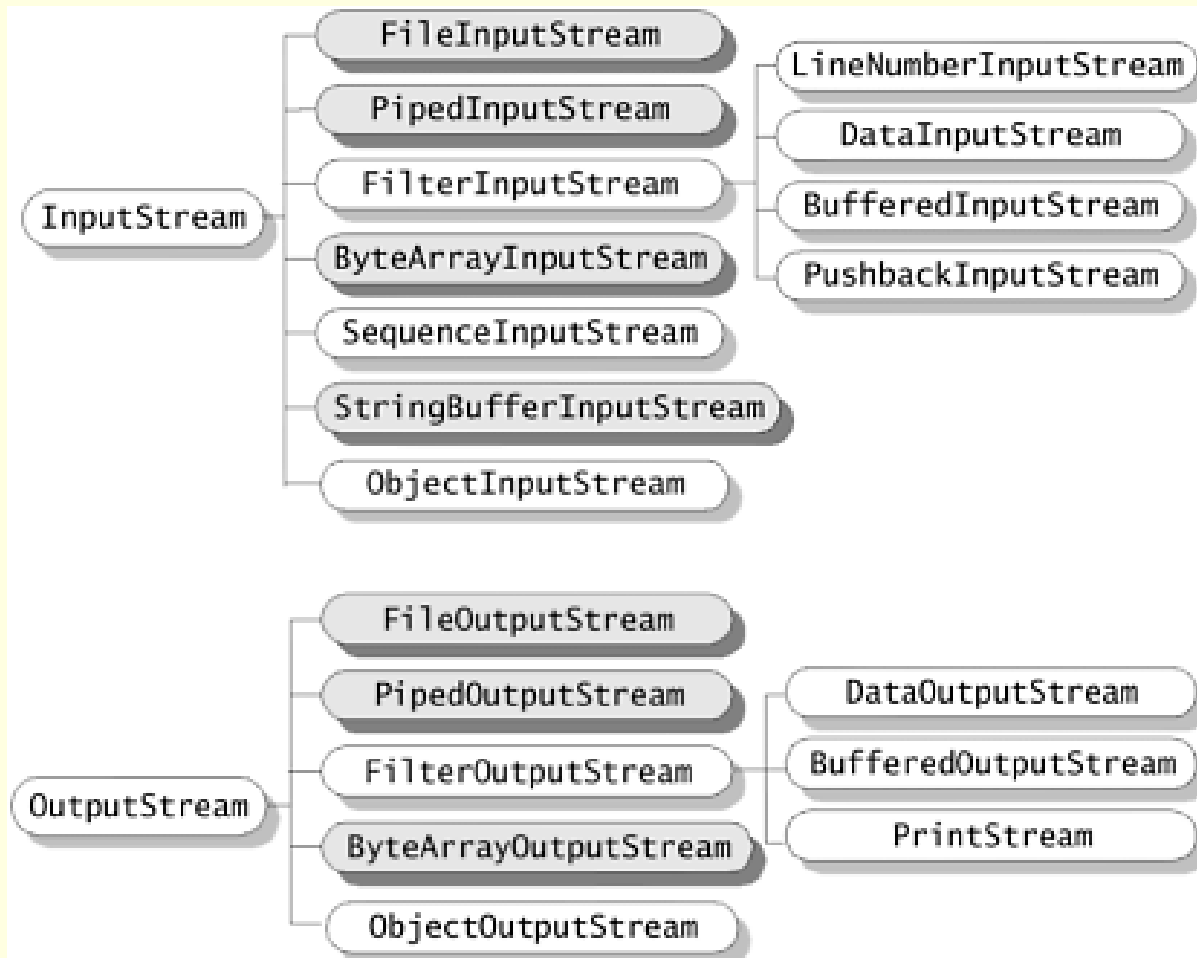 FileInputStream
LineNumberInputStream
PipedInputStream
DataInputStream
FilterInputStream
InputStream
BufferedInputStream
ByteArrayInputStream
PushbackInputStream
SequenceInputStream
StringBufferInputStream
ObjectInputStream
FileOutputStream
PipedOutputStream
DataOutputStream
FilterOutputStream
BufferedOutputStream
OutputStream
ByteArrayOutputStream
PrintStream
ObjectOutputStream